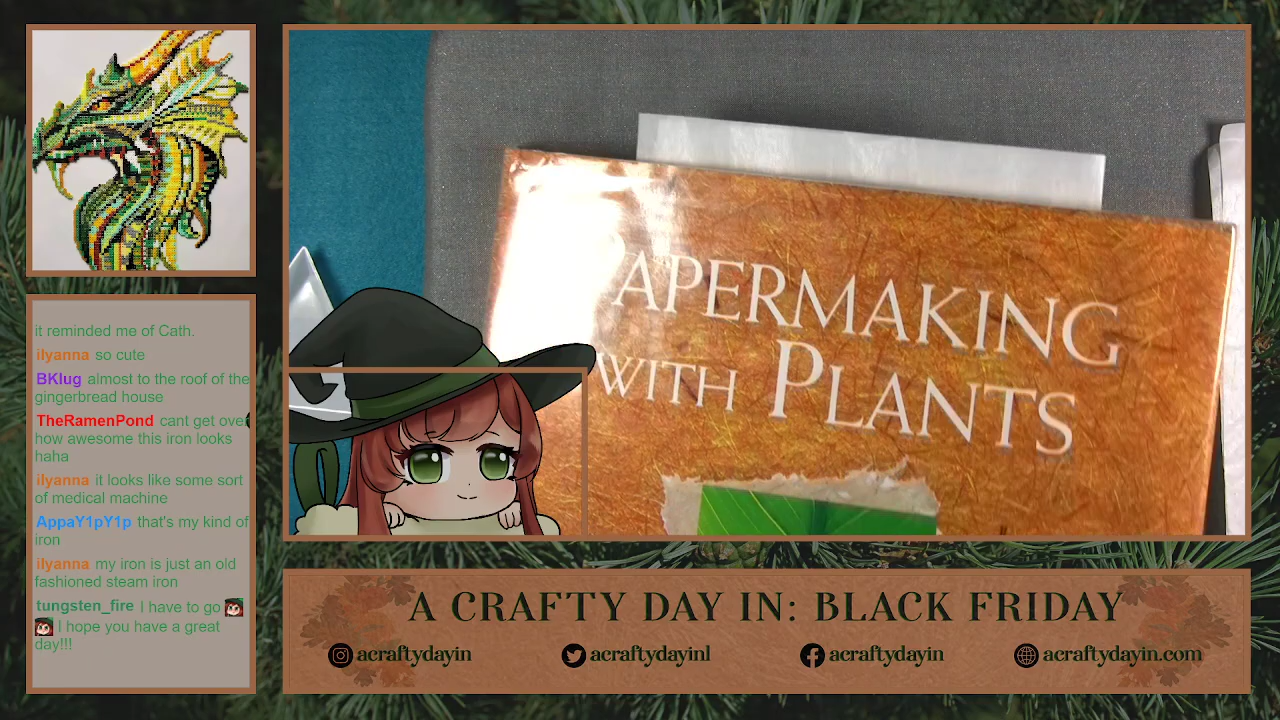 it reminded me of Cath.
ilyanna so cute
BKlug almost to the roof of the
gingerbread house
TheRamenPond cant get ove
how awesome this iron looks
haha
ilyanna it looks like some sort
of medical machine
AppaY1pY1p that's my kind of
iron
ilyanna my iron is just an old
fashioned steam iron
tungsten_fire I have to go
I hope you have a great
day!!!
PAPERMAKING
WITH PLANTS
A CRAFTY DAY IN: BLACK FRIDAY
acraftydayin
acraftydayinl
acraftydayin
acraftydayin.com